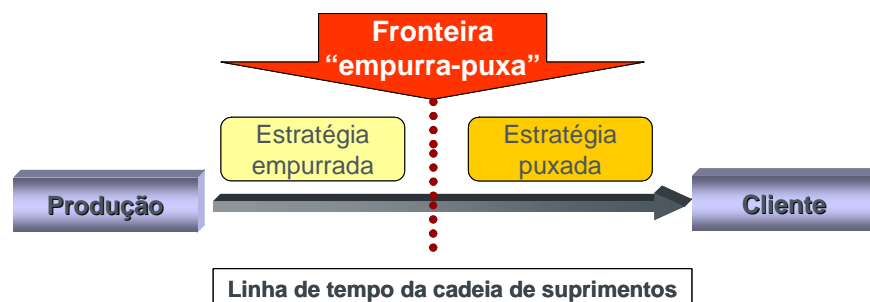 Fronteira
“empurra-puxa”
Estratégia
empurrada
Estratégia
puxada
Produção
Cliente
Linha de tempo da cadeia de suprimentos